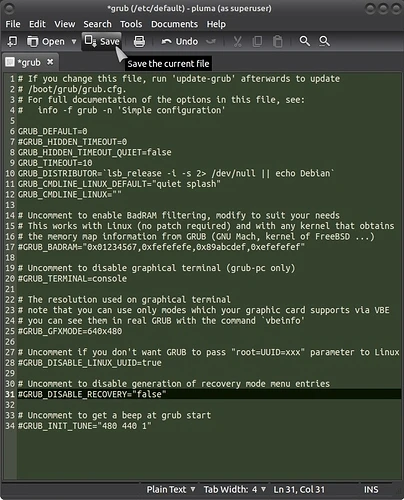 *grub (/etc/default) - pluma (as superuser)
File Edit View Search Tools Documents Help
Open Save Undo
*grub
Save the current file
1 # If you change this file, run 'update-grub' afterwards to update
2 # /boot/grub/grub.cfg.
3 # For full documentation of the options in this file, see:
4 #   info -f grub -n 'Simple configuration'
5
6 GRUB_DEFAULT=0
7 #GRUB_HIDDEN_TIMEOUT=0
8 GRUB_HIDDEN_TIMEOUT_QUIET=false
9 GRUB_TIMEOUT=10
10 GRUB_DISTRIBUTOR=`lsb_release -i -s 2> /dev/null || echo Debian`
11 GRUB_CMDLINE_LINUX_DEFAULT="quiet splash"
12 GRUB_CMDLINE_LINUX=""
13
14 # Uncomment to enable BadRAM filtering, modify to suit your needs
15 # This works with Linux (no patch required) and with any kernel that obtains
16 # the memory map information from GRUB (GNU Mach, kernel of FreeBSD ...)
17 #GRUB_BADRAM="0x01234567,0xfefefefe,0x89abcdef,0xefefefef"
18
19 # Uncomment to disable graphical terminal (grub-pc only)
20 #GRUB_TERMINAL=console
21
22 # The resolution used on graphical terminal
23 # note that you can use only modes which your graphic card supports via VBE
24 # you can see them in real GRUB with the command `vbeinfo'
25 #GRUB_GFXMODE=640x480
26
27 # Uncomment if you don't want GRUB to pass "root=UUID=xxx" parameter to Linux
28 #GRUB_DISABLE_LINUX_UUID=true
29
30 # Uncomment to disable generation of recovery mode menu entries
31 #GRUB_DISABLE_RECOVERY="false"
32
33 # Uncomment to get a beep at grub start
34 #GRUB_INIT_TUNE="480 440 1"
Plain Text Tab Width: 4 Ln 31, Col 31 INS